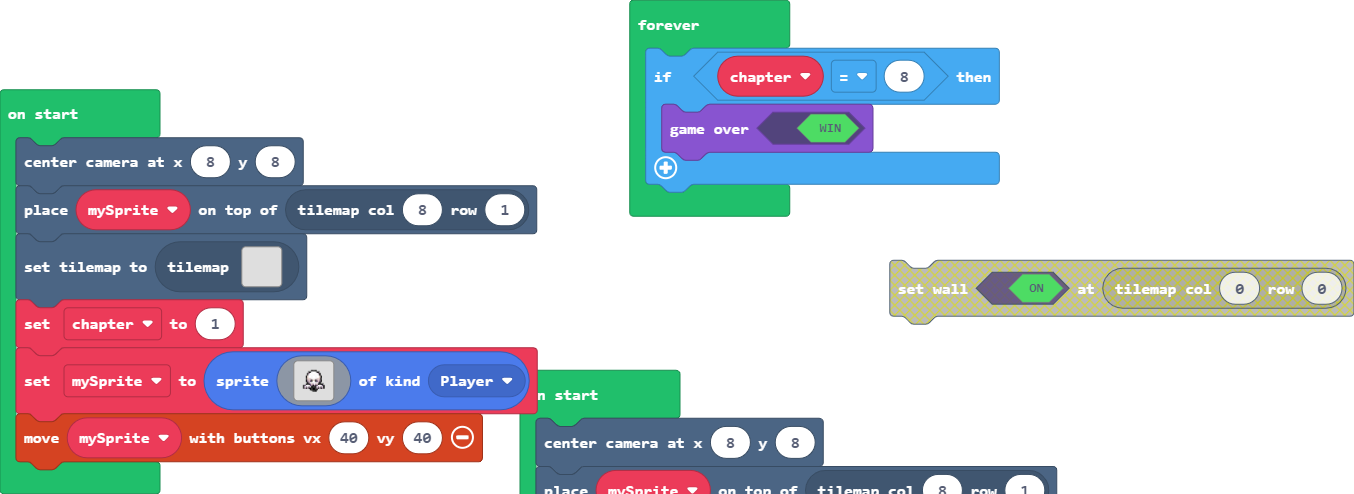 forever
if chapter = 8 then
game over WIN
on start
center camera at x 8 y 8
place mySprite on top of tilemap col 8 row 1
set tilemap to tilemap
set chapter to 1
set mySprite to sprite of kind Player
move mySprite with buttons vx 40 vy 40
set wall ON at tilemap col 0 row 0
n start
center camera at x 8 y 8
place mySprite on top of tilemap col 8 row 1